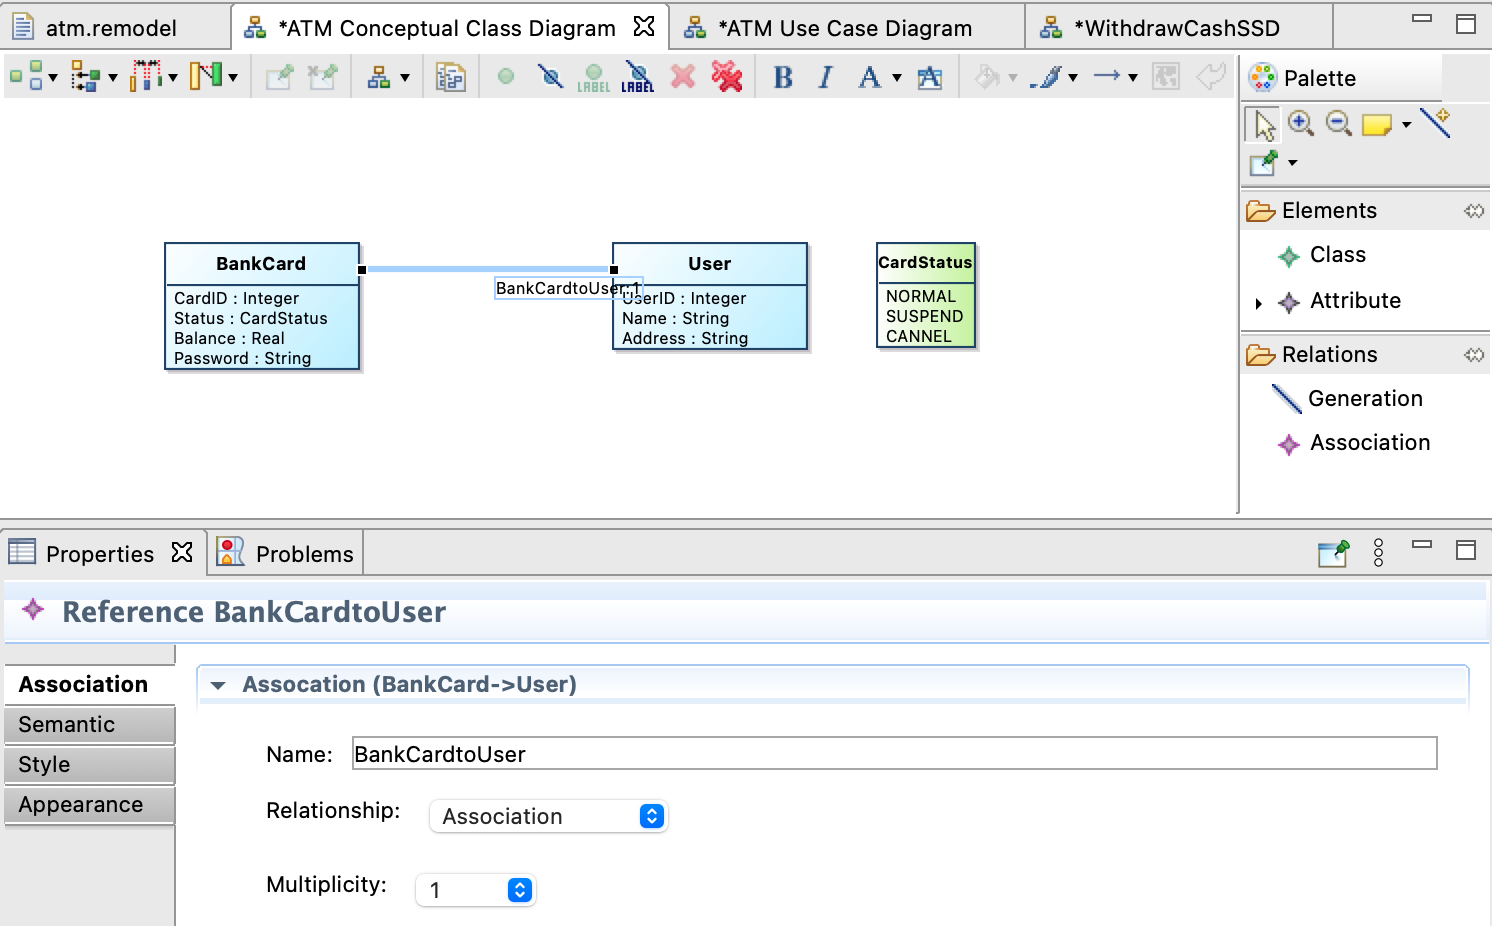 atm.remodel
*ATM Conceptual Class Diagram
*ATM Use Case Diagram
*WithdrawCashSSD
LABEL
LABEL
B
I
A
A
Palette
Elements
Class
Attribute
Relations
Generation
Association
BankCard
CardID : Integer
Status : CardStatus
Balance : Real
Password : String
BankCardtoUser:1
User
UserID : Integer
Name : String
Address : String
CardStatus
NORMAL
SUSPEND
CANNEL
Properties
Problems
Reference BankCardtoUser
Association
Semantic
Style
Appearance
Assocation (BankCard->User)
Name: BankCardtoUser
Relationship: Association
Multiplicity: 1